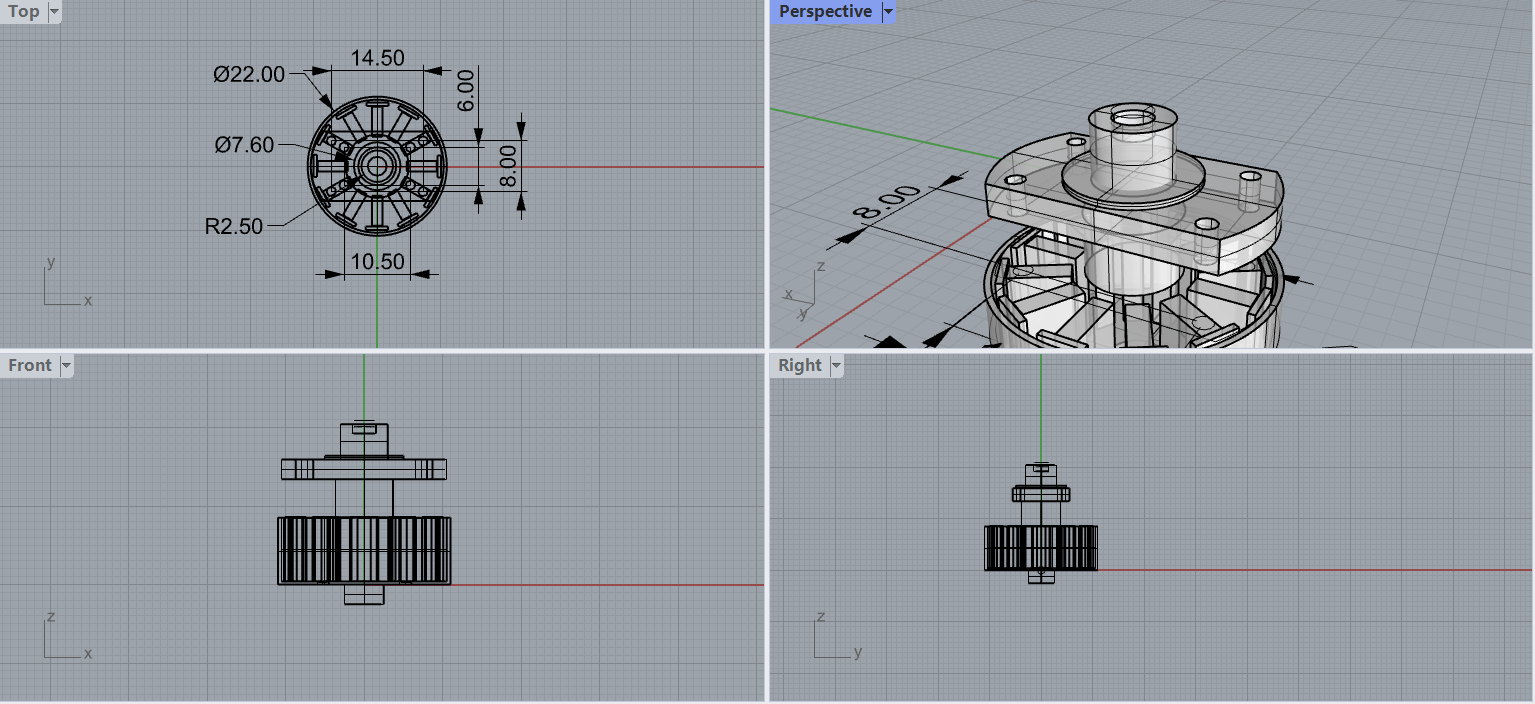 Top
Ø22.00
14.50
6.00
Ø7.60
8.00
R2.50
10.50
y
x
Perspective
8.00
z
x
y
Front
z
x
Right
z
y